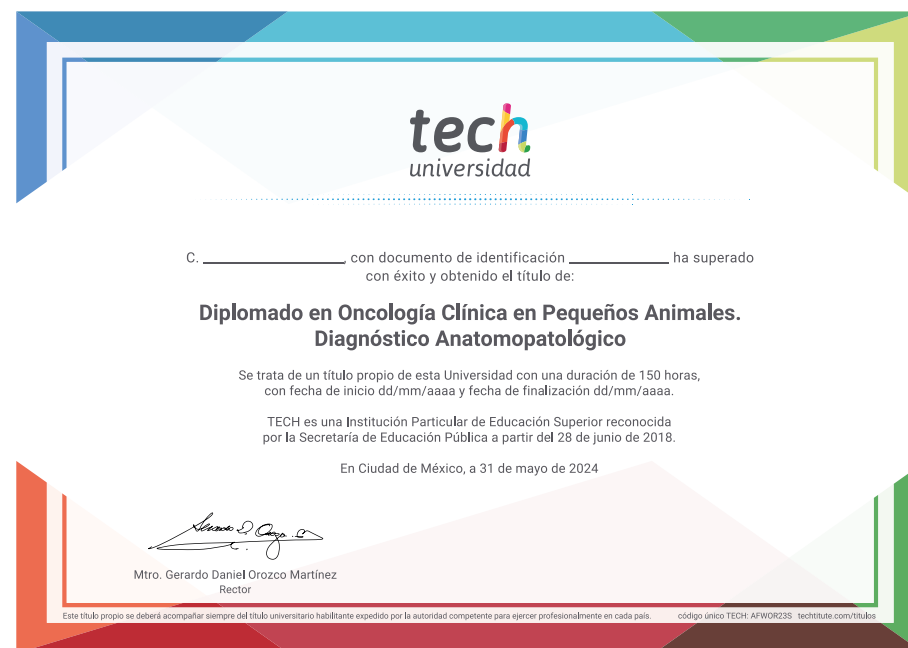 tech
universidad
C. ____________________, con documento de identificación ______________ ha superado
con éxito y obtenido el título de:
Diplomado en Oncología Clínica en Pequeños Animales.
Diagnóstico Anatomopatológico
Se trata de un título propio de esta Universidad con una duración de 150 horas,
con fecha de inicio dd/mm/aaaa y fecha de finalización dd/mm/aaaa.
TECH es una Institución Particular de Educación Superior reconocida
por la Secretaría de Educación Pública a partir del 28 de junio de 2018.
En Ciudad de México, a 31 de mayo de 2024
Mtro. Gerardo Daniel Orozco Martínez
Rector
Este título propio se deberá acompañar siempre del título universitario habilitante expedido por la autoridad competente para ejercer profesionalmente en cada país. código único TECH: AFWOR23S techtitute.com/titulos